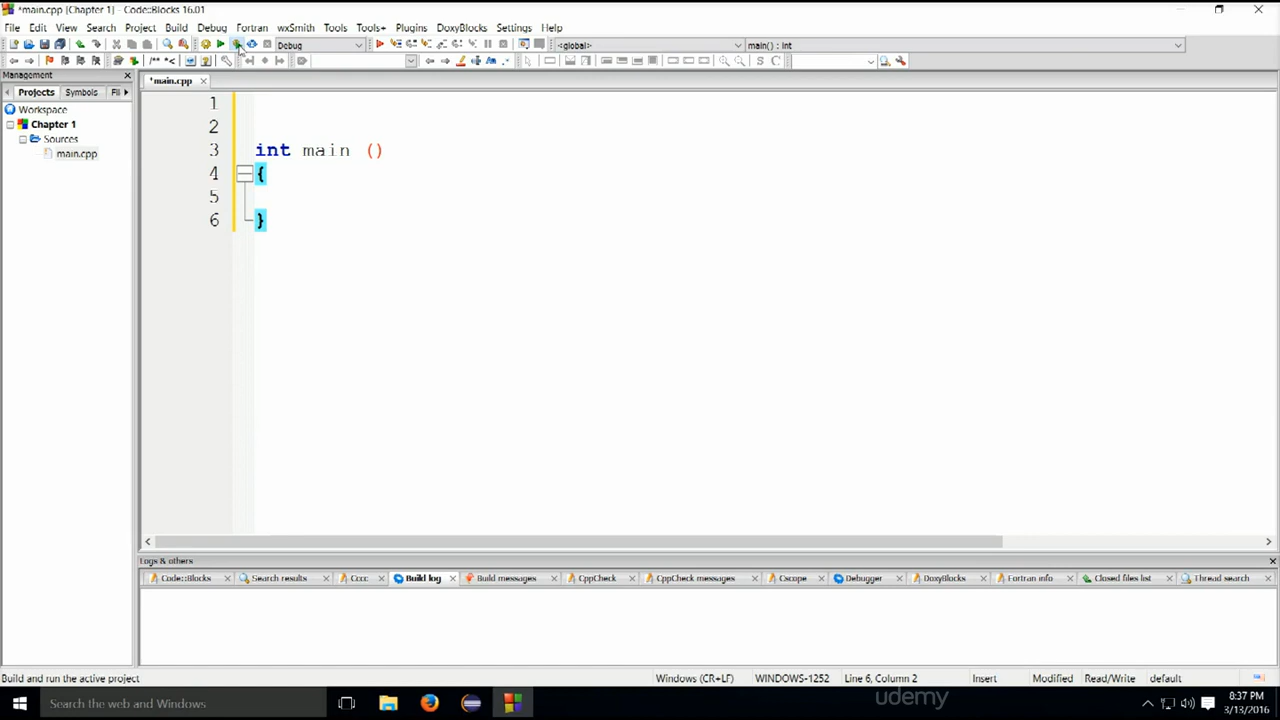 *main.cpp [Chapter 1] - Code::Blocks 16.01
File Edit View Search Project Build Debug Fortran wxSmith Tools Tools+ Plugins DoxyBlocks Settings Help
Debug <global> main() : int
/** *<
Management
Projects Symbols Fil
*main.cpp
Workspace
Chapter 1
Sources
main.cpp
1
2
3 int main ()
4 {
5
6 }
Logs & others
Code::Blocks Search results Cccc Build log Build messages CppCheck CppCheck messages Cscope Debugger DoxyBlocks Fortran info Closed files list Thread search
Build and run the active project Windows (CR+LF) WINDOWS-1252 Line 6, Column 2 Insert Modified Read/Write default
Search the web and Windows
udemy
8:37 PM
3/13/2016